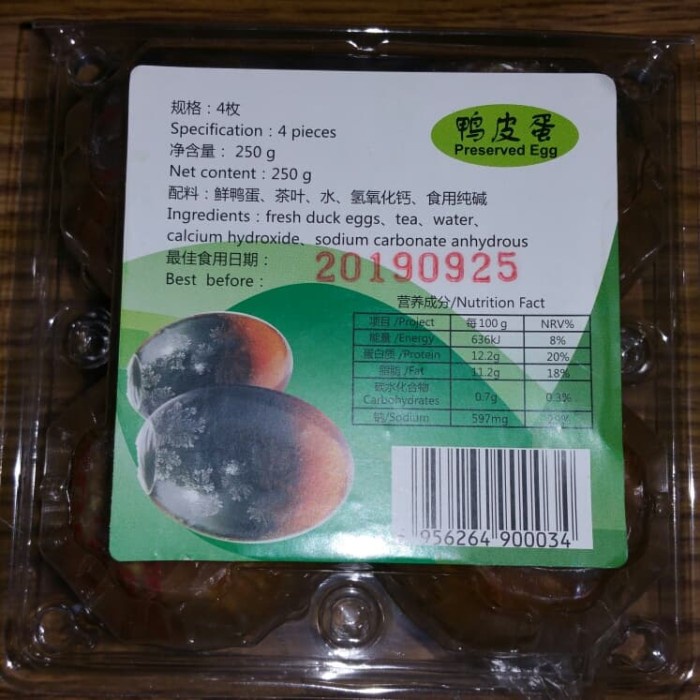 规格：4枚
Specification：4 pieces
净含量： 250 g
Net content：250 g
配料：鲜鸭蛋、茶叶、水、氢氧化钙、食用纯碱
Ingredients：fresh duck eggs、tea、water、
calcium hydroxide、sodium carbonate anhydrous
最佳食用日期：
Best before：
20190925
鸭皮蛋
Preserved Egg
营养成分/Nutrition Fact
项目 /Project 每100 g NRV%
能量 /Energy 636kJ 8%
蛋白质 /Protein 12.2g 20%
脂肪 /Fat 11.2g 18%
碳水化合物
Carbohydrates 0.7g 0.3%
钠/Sodium 597mg
956264 900034